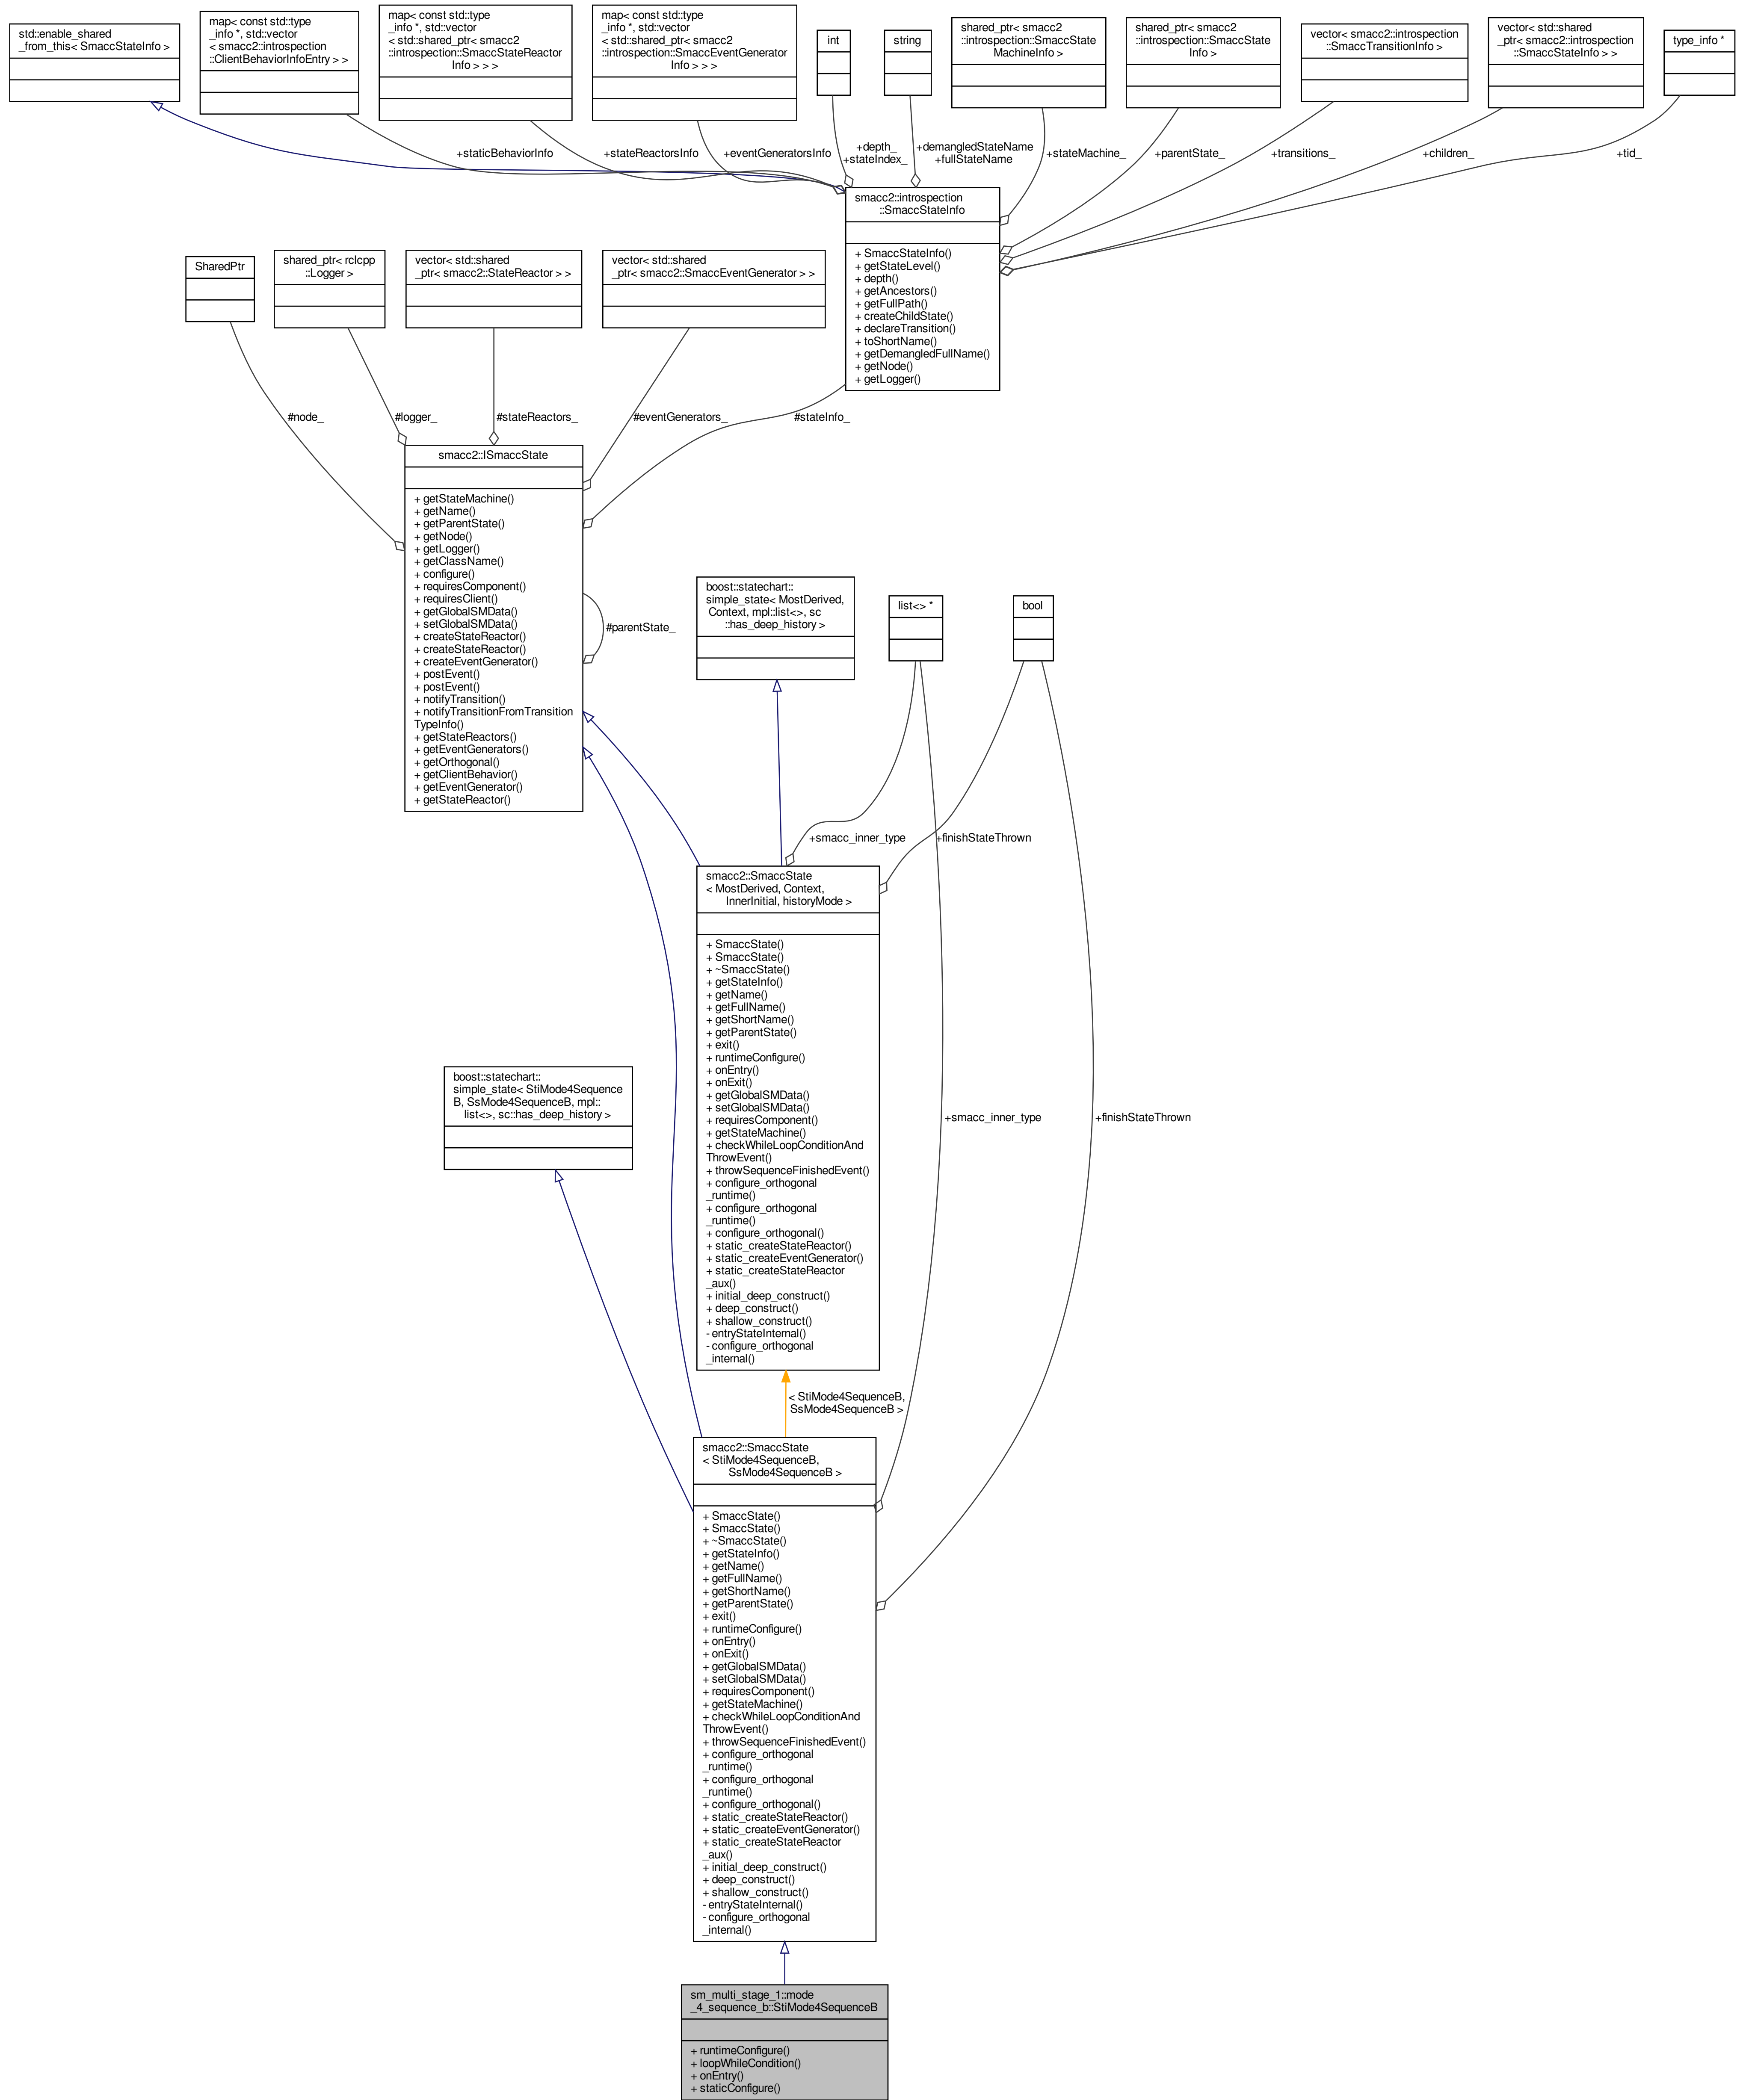 std::enable_shared
_from_this< SmaccStateInfo >
map< const std::type
_info *, std::vector
< smacc2::introspection
::ClientBehaviorInfoEntry > >
map< const std::type
_info *, std::vector
< std::shared_ptr< smacc2
::introspection::SmaccStateReactor
Info > > >
map< const std::type
_info *, std::vector
< std::shared_ptr< smacc2
::introspection::SmaccEventGenerator
Info > > >
int
string
shared_ptr< smacc2
::introspection::SmaccState
MachineInfo >
shared_ptr< smacc2
::introspection::SmaccState
Info >
vector< smacc2::introspection
::SmaccTransitionInfo >
vector< std::shared
_ptr< smacc2::introspection
::SmaccStateInfo > >
type_info *
+staticBehaviorInfo
+stateReactorsInfo
+eventGeneratorsInfo
+depth_
+stateIndex_
+demangledStateName
+fullStateName
+stateMachine_
+parentState_
+transitions_
+children_
+tid_
smacc2::introspection
::SmaccStateInfo
+ SmaccStateInfo()
+ getStateLevel()
+ depth()
+ getAncestors()
+ getFullPath()
+ createChildState()
+ declareTransition()
+ toShortName()
+ getDemangledFullName()
+ getNode()
+ getLogger()
SharedPtr
shared_ptr< rclcpp
::Logger >
vector< std::shared
_ptr< smacc2::StateReactor > >
vector< std::shared
_ptr< smacc2::SmaccEventGenerator > >
#node_
#logger_
#stateReactors_
#eventGenerators_
#stateInfo_
smacc2::ISmaccState
+ getStateMachine()
+ getName()
+ getParentState()
+ getNode()
+ getLogger()
+ getClassName()
+ configure()
+ requiresComponent()
+ requiresClient()
+ getGlobalSMData()
+ setGlobalSMData()
+ createStateReactor()
+ createStateReactor()
+ createEventGenerator()
+ postEvent()
+ postEvent()
+ notifyTransition()
+ notifyTransitionFromTransition
TypeInfo()
+ getStateReactors()
+ getEventGenerators()
+ getOrthogonal()
+ getClientBehavior()
+ getEventGenerator()
+ getStateReactor()
#parentState_
boost::statechart::
simple_state< MostDerived,
Context, mpl::list<>, sc
::has_deep_history >
list<> *
bool
+smacc_inner_type
+finishStateThrown
smacc2::SmaccState
< MostDerived, Context,
InnerInitial, historyMode >
+ SmaccState()
+ SmaccState()
+ ~SmaccState()
+ getStateInfo()
+ getName()
+ getFullName()
+ getShortName()
+ getParentState()
+ exit()
+ runtimeConfigure()
+ onEntry()
+ onExit()
+ getGlobalSMData()
+ setGlobalSMData()
+ requiresComponent()
+ getStateMachine()
+ checkWhileLoopConditionAnd
ThrowEvent()
+ throwSequenceFinishedEvent()
+ configure_orthogonal
_runtime()
+ configure_orthogonal
_runtime()
+ configure_orthogonal()
+ static_createStateReactor()
+ static_createEventGenerator()
+ static_createStateReactor
_aux()
+ initial_deep_construct()
+ deep_construct()
+ shallow_construct()
- entryStateInternal()
- configure_orthogonal
_internal()
boost::statechart::
simple_state< StiMode4Sequence
B, SsMode4SequenceB, mpl::
list<>, sc::has_deep_history >
+smacc_inner_type
+finishStateThrown
< StiMode4SequenceB,
SsMode4SequenceB >
smacc2::SmaccState
< StiMode4SequenceB,
SsMode4SequenceB >
+ SmaccState()
+ SmaccState()
+ ~SmaccState()
+ getStateInfo()
+ getName()
+ getFullName()
+ getShortName()
+ getParentState()
+ exit()
+ runtimeConfigure()
+ onEntry()
+ onExit()
+ getGlobalSMData()
+ setGlobalSMData()
+ requiresComponent()
+ getStateMachine()
+ checkWhileLoopConditionAnd
ThrowEvent()
+ throwSequenceFinishedEvent()
+ configure_orthogonal
_runtime()
+ configure_orthogonal
_runtime()
+ configure_orthogonal()
+ static_createStateReactor()
+ static_createEventGenerator()
+ static_createStateReactor
_aux()
+ initial_deep_construct()
+ deep_construct()
+ shallow_construct()
- entryStateInternal()
- configure_orthogonal
_internal()
sm_multi_stage_1::mode
_4_sequence_b::StiMode4SequenceB
+ runtimeConfigure()
+ loopWhileCondition()
+ onEntry()
+ staticConfigure()